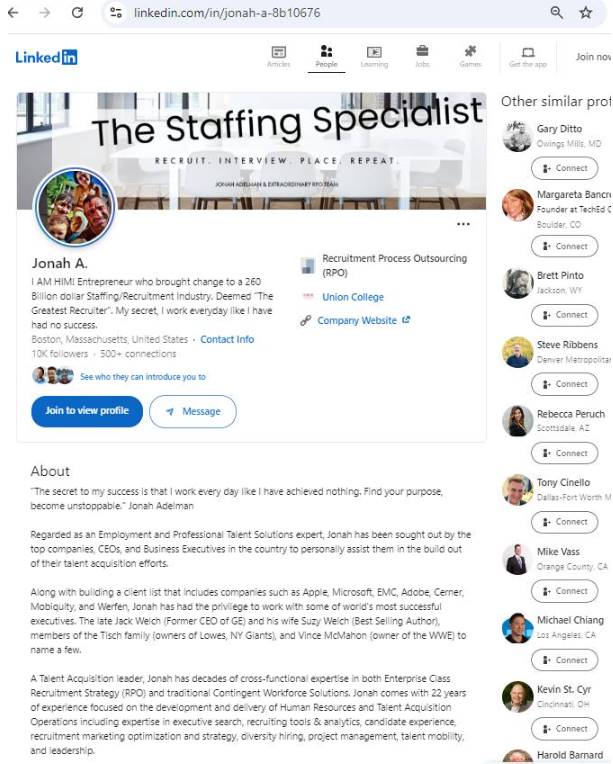 linkedin.com/in/jonah-a-8b10676
Linked in
Articles
People
Learning
Jobs
Games
Get the app
Join now
The Staffing Specialist
RECRUIT. INTERVIEW. PLACE. REPEAT.
JONAH ADELMAN & EXTRAORDINARY RPO TEAM
Jonah A.
I AM HIM! Entrepreneur who brought change to a 260
Billion dollar Staffing/Recruitment Industry. Deemed "The
Greatest Recruiter". My secret, I work everyday like I have
had no success.
Boston, Massachusetts, United States · Contact Info
10K followers · 500+ connections
See who they can introduce you to
Join to view profile
Message
Recruitment Process Outsourcing
(RPO)
Union College
Company Website
About
"The secret to my success is that I work every day like I have achieved nothing. Find your purpose,
become unstoppable." Jonah Adelman
Regarded as an Employment and Professional Talent Solutions expert, Jonah has been sought out by the
top companies, CEOs, and Business Executives in the country to personally assist them in the build out
of their talent acquisition efforts.
Along with building a client list that includes companies such as Apple, Microsoft, EMC, Adobe, Cerner,
Mobiquity, and Werfen, Jonah has had the privilege to work with some of world's most successful
executives. The late Jack Welch (Former CEO of GE) and his wife Suzy Welch (Best Selling Author),
members of the Tisch family (owners of Lowes, NY Giants), and Vince McMahon (owner of the WWE) to
name a few.
A Talent Acquisition leader, Jonah has decades of cross-functional expertise in both Enterprise Class
Recruitment Strategy (RPO) and traditional Contingent Workforce Solutions. Jonah comes with 22 years
of experience focused on the development and delivery of Human Resources and Talent Acquisition
Operations including expertise in executive search, recruiting tools & analytics, candidate experience,
recruitment marketing optimization and strategy, diversity hiring, project management, talent mobility,
and leadership.
Other similar prof
Gary Ditto
Owings Mills, MD
Connect
Margareta Bancro
Founder at TechEd C
Boulder, CO
Connect
Brett Pinto
Jackson, WY
Connect
Steve Ribbens
Denver Metropolitan
Connect
Rebecca Peruch
Scottsdale, AZ
Connect
Tony Cinello
Dallas-Fort Worth M
Connect
Mike Vass
Orange County, CA
Connect
Michael Chiang
Los Angeles, CA
Connect
Kevin St. Cyr
Cincinnati, OH
Connect
Harold Barnard